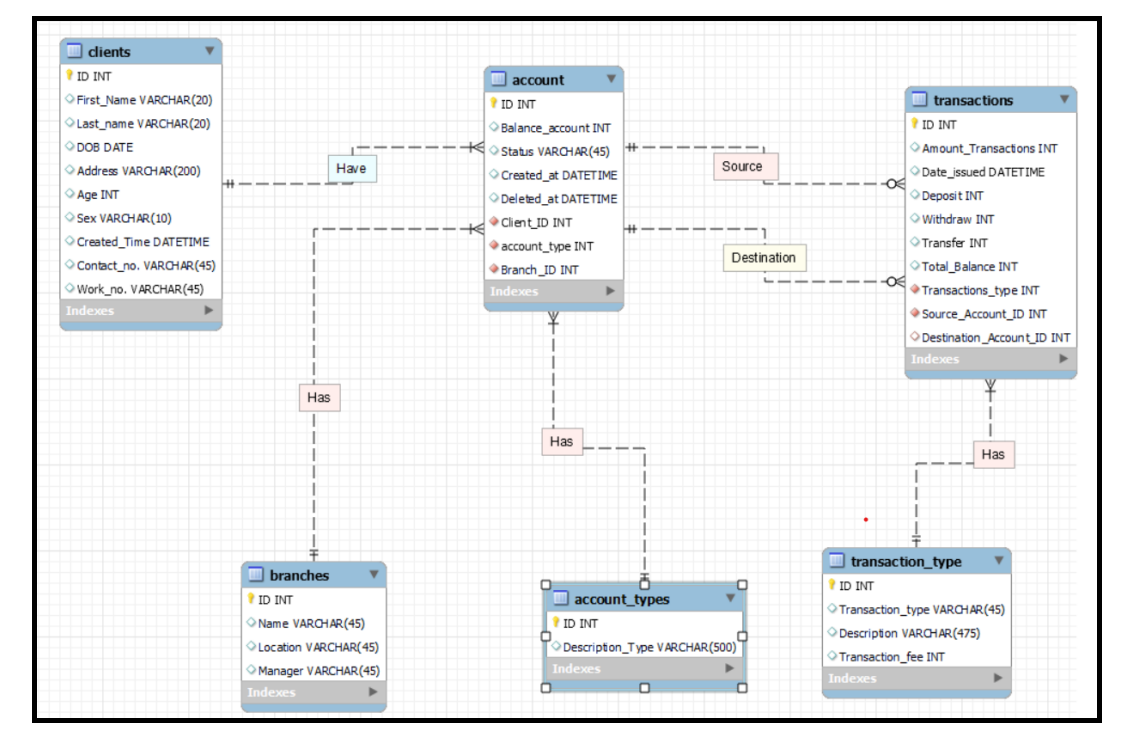 clients
ID INT
First_Name VARCHAR(20)
Last_name VARCHAR(20)
DOB DATE
Address VARCHAR(200)
Age INT
Sex VARCHAR(10)
Created_Time DATETIME
Contact_no. VARCHAR(45)
Work_no. VARCHAR(45)
Indexes
Have
account
ID INT
Balance_account INT
Status VARCHAR(45)
Created_at DATETIME
Deleted_at DATETIME
Client_ID INT
account_type INT
Branch_ID INT
Indexes
Source
Destination
transactions
ID INT
Amount_Transactions INT
Date_issued DATETIME
Deposit INT
Withdraw INT
Transfer INT
Total_Balance INT
Transactions_type INT
Source_Account_ID INT
Destination_Account_ID INT
Indexes
Has
Has
Has
branches
ID INT
Name VARCHAR(45)
Location VARCHAR(45)
Manager VARCHAR(45)
Indexes
account_types
ID INT
Description_Type VARCHAR(500)
Indexes
transaction_type
ID INT
Transaction_type VARCHAR(45)
Description VARCHAR(475)
Transaction_fee INT
Indexes